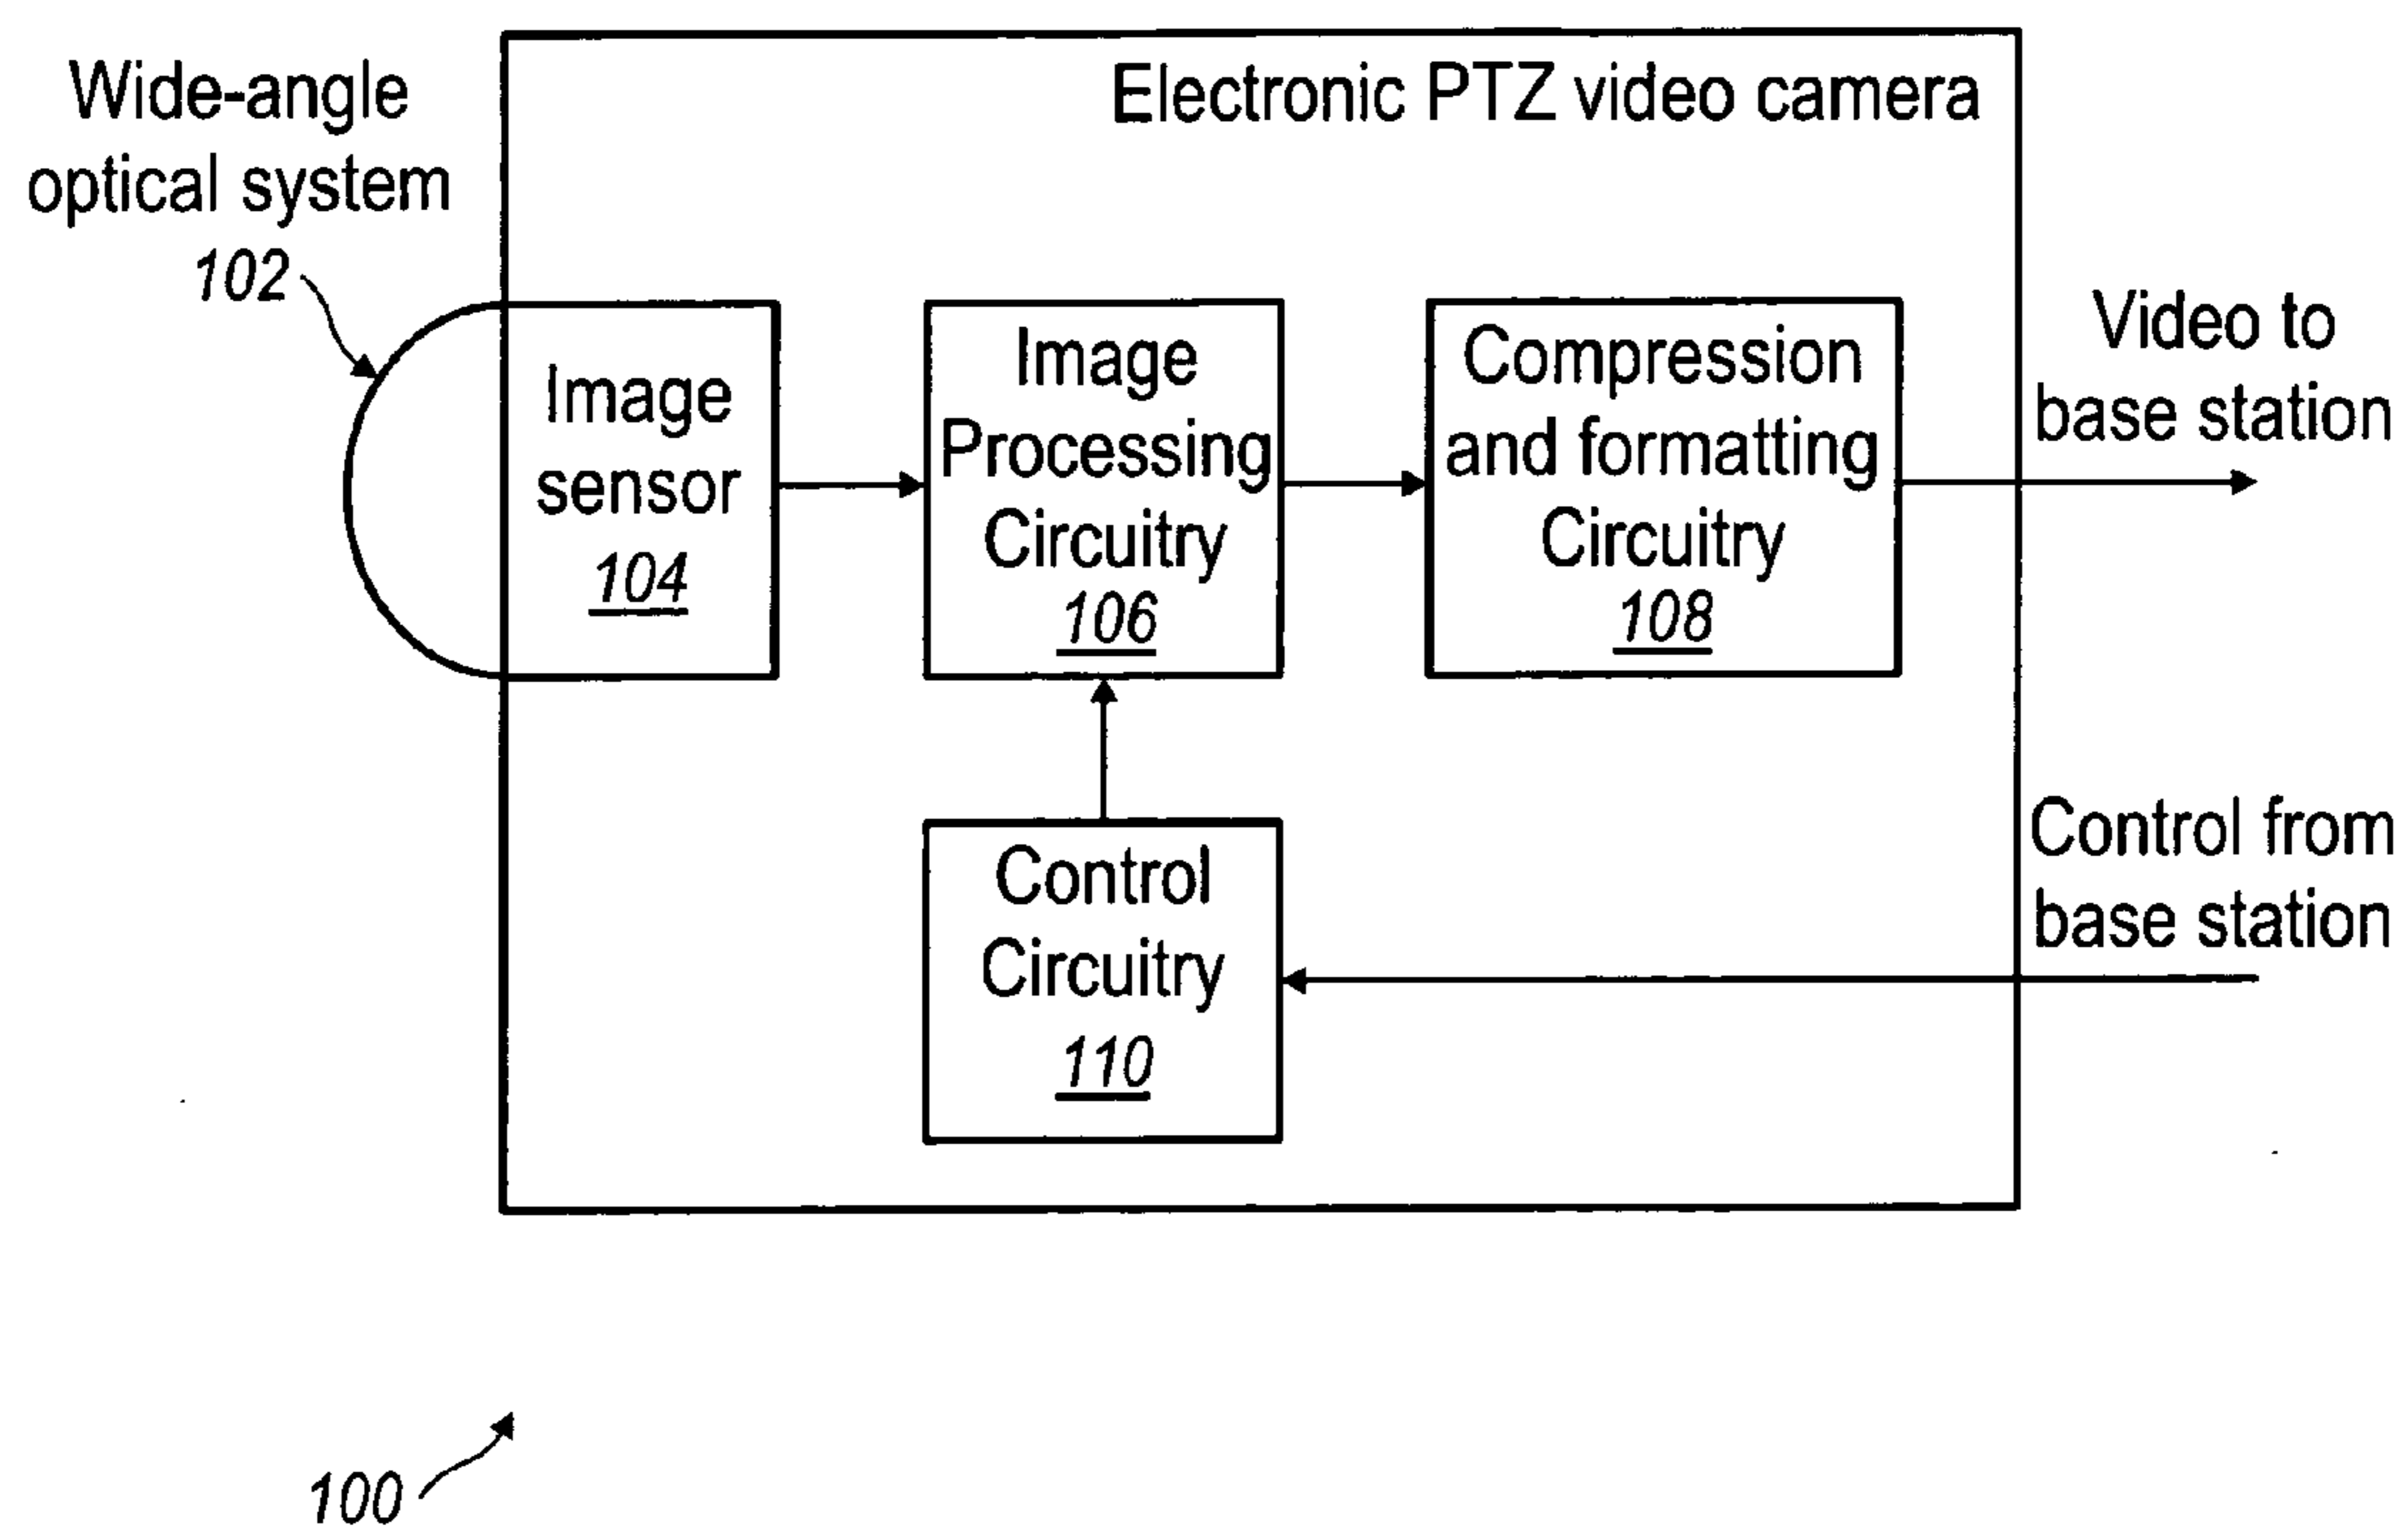 Electronic PTZ video camera
Wide-angle
optical system
102
Image
sensor
104
Image
Processing
Circuitry
106
Compression
and formatting
Circuitry
108
Video to
base station
Control
Circuitry
110
Control from
base station
100